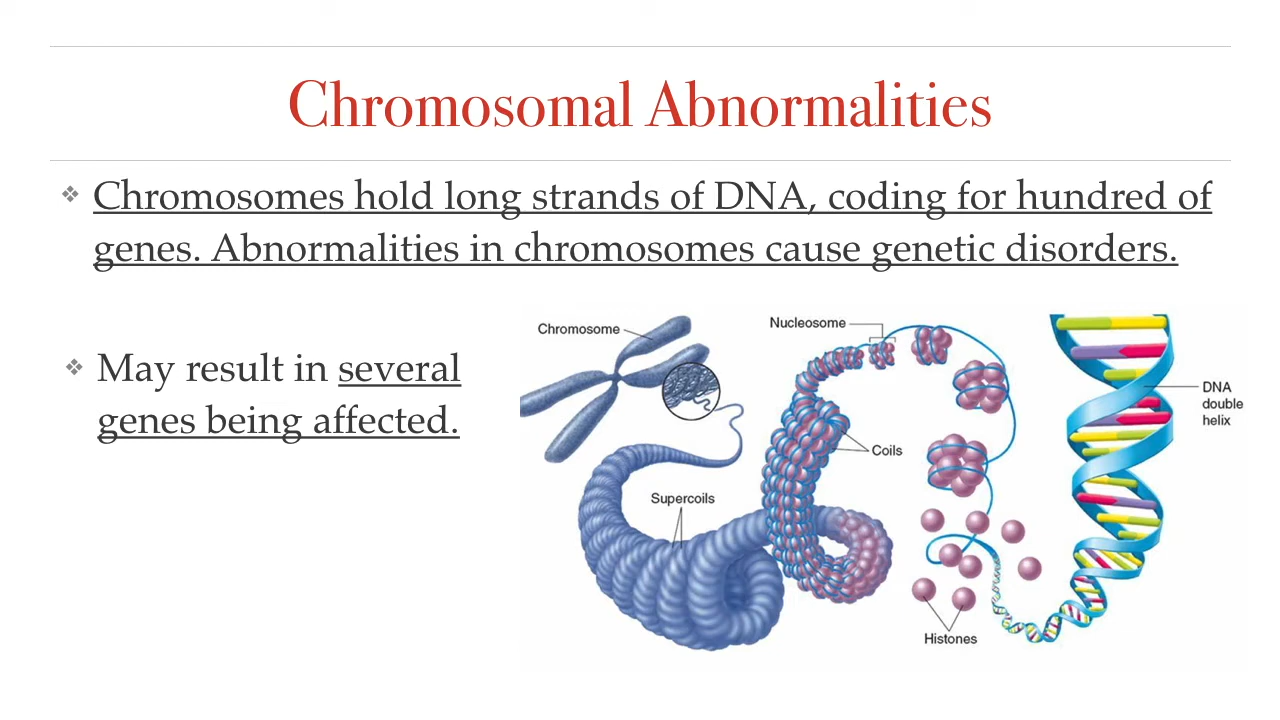 Chromosomal Abnormalities
❖ Chromosomes hold long strands of DNA, coding for hundred of
genes. Abnormalities in chromosomes cause genetic disorders.
❖ May result in several
genes being affected.
Chromosome
Nucleosome
DNA
double
helix
Coils
Supercoils
Histones